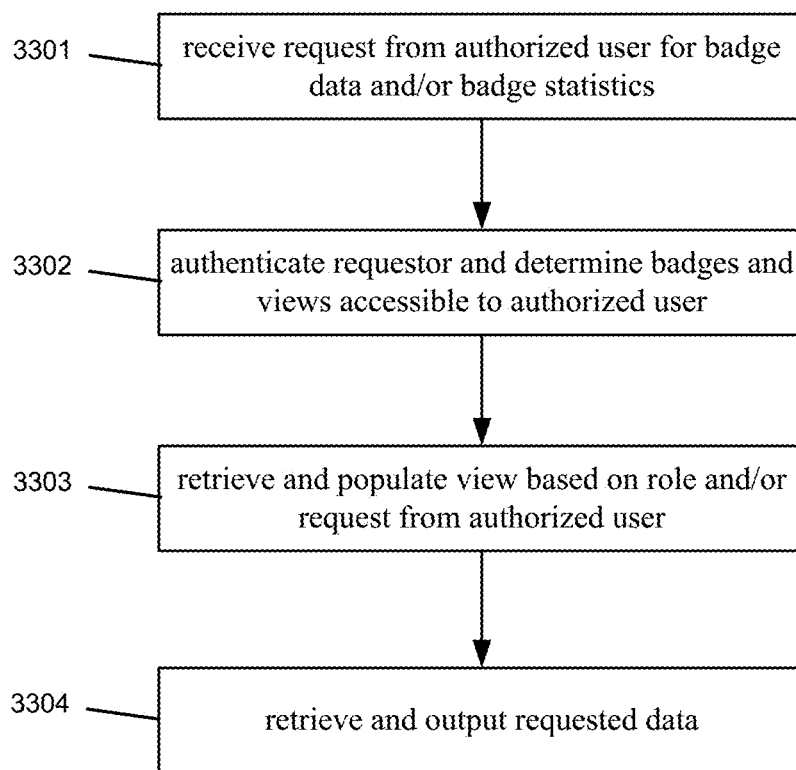 3301
receive request from authorized user for badge
data and/or badge statistics
3302
authenticate requestor and determine badges and
views accessible to authorized user
3303
retrieve and populate view based on role and/or
request from authorized user
3304
retrieve and output requested data